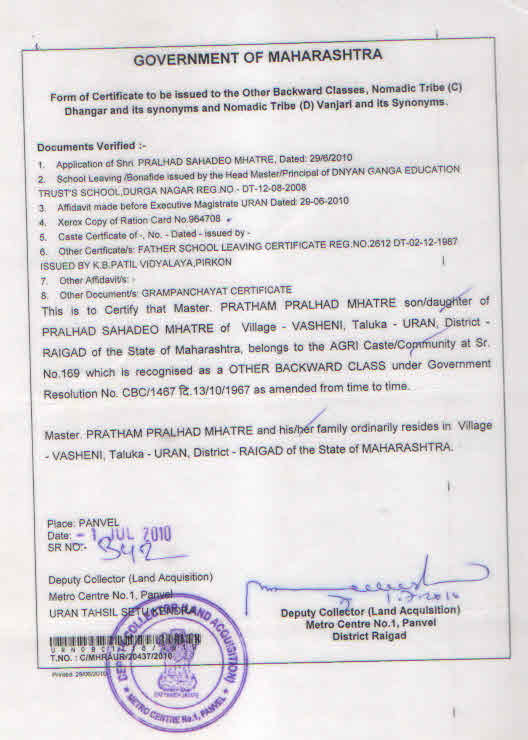 GOVERNMENT OF MAHARASHTRA
Form of Certificate to be issued to the Other Backward Classes, Nomadic Tribe (C)
Dhangar and its synonyms and Nomadic Tribe (D) Vanjari and its Synonyms.
Documents Verified :-
1. Application of Shri. PRALHAD SAHADEO MHATRE, Dated: 29/6/2010
2. School Leaving /Bonafide issued by the Head Master/Principal of DNYAN GANGA EDUCATION
TRUST'S SCHOOL,DURGA NAGAR REG.NO.- DT-12-08-2008
3. Affidavit made before Executive Magistrate URAN Dated: 29-06-2010
4. Xerox Copy of Ration Card No.964708
5. Caste Certficate of -, No. - Dated - issued by -
6. Other Certificate/s: FATHER SCHOOL LEAVING CERTIFICATE REG.NO.2612 DT-02-12-1987
ISSUED BY K.B.PATIL VIDYALAYA,PIRKON
7. Other Affidavit/s: -
8. Other Document/s: GRAMPANCHAYAT CERTIFICATE
This is to Certify that Master. PRATHAM PRALHAD MHATRE son/daughter of
PRALHAD SAHADEO MHATRE of Village - VASHENI, Taluka - URAN, District -
RAIGAD of the State of Maharashtra, belongs to the AGRI Caste/Community at Sr.
No.169 which is recognised as a OTHER BACKWARD CLASS under Government
Resolution No. CBC/1467 दि.13/10/1967 as amended from time to time.
Master. PRATHAM PRALHAD MHATRE and his/her family ordinarily resides in Village
- VASHENI, Taluka - URAN, District - RAIGAD of the State of MAHARASHTRA.
Place: PANVEL
Date: - 1 JUL 2010
SR NO:- 342
Deputy Collector (Land Acquisition)
Metro Centre No.1, Panvel
URAN TAHSIL SETU KENDRA
T.NO. : C/MHRAUR/20437/2010
Printed: 29/06/2010
1.7.2010
Deputy Collector (Land Acquisition)
Metro Centre No.1, Panvel
District Raigad
DEPUTY COLLECTOR (LAND ACQUISITION)
METRO CENTRE No.1, PANVEL